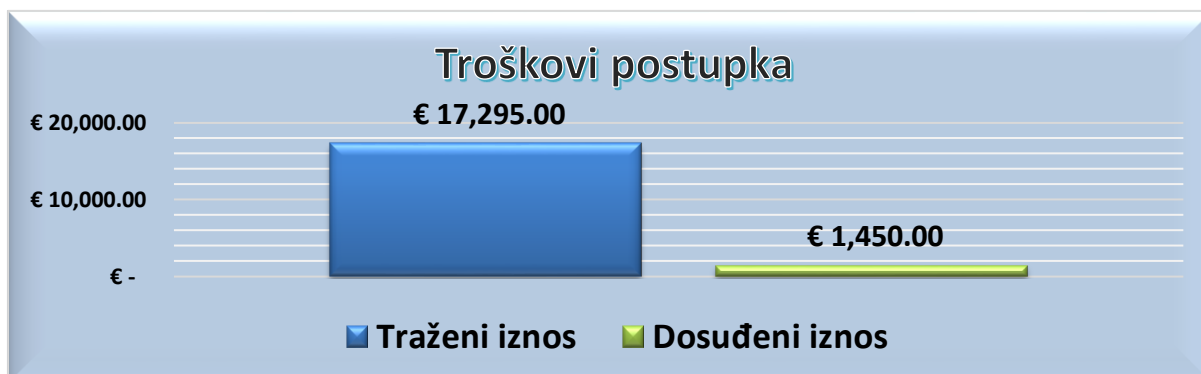 Troškovi postupka
€ 20,000.00
€ 17,295.00
€ 10,000.00
€ 1,450.00
€ -
Traženi iznos
Dosuđeni iznos